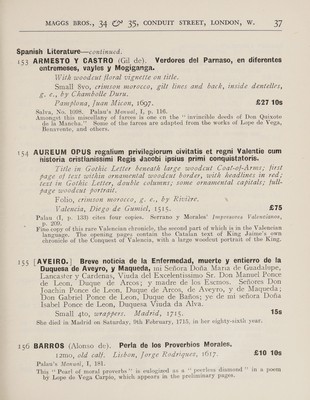 MAGGS BROS., 34 & 35, CONDUIT STREET, LONDON, W. 37
Spanish Literature—continued.
153 ARMESTO Y CASTRO (Gil de). Verdores del Parnaso, en diferentes
entremeses, vayles y Mogiganga.
With woodcut floral vignette on title.
Small 8vo, crimson morocco, gilt lines and back, inside dentelles,
g. e., by Chambolle Duru.
Pamplona, Juan Micon, 1697. £27 10s
Salva, No. 1098. Palau's Manual, I, p. 116.
Amongst this miscellany of farces is one on the "invincible deeds of Don Quixote
de la Mancha." Some of the farces are adapted from the works of Lope de Vega,
Benavente, and others.
154 AUREUM OPUS regalium privilegiorum civitatis et regni Valentie cum
historia cristianissimi Regis Jacobi ipsius primi conquistatoris.
Title in Gothic Letter beneath large woodcut Coat-of-Arms; first
page of text within ornamental woodcut border, with headlines in red;
text in Gothic Letter, double columns; some ornamental capitals; full-
page woodcut portrait.
Folio, crimson morocco, g. e., by Rivière.
Valencia, Diego de Gumiel, 1515. £75
Palau (I, p. 133) cites four copies. Serrano y Morales' Impressora Valencianos,
p. 209.
Fine copy of this rare Valencian chronicle, the second part of which is in the Valencian
language. The opening pages contain the Catalan text of King Jaime's own
chronicle of the Conquest of Valencia, with a large woodcut portrait of the King.
155 [AVEIRO.] Breve noticia de la Enfermedad, muerte y entierro de la
Duquesa de Aveyro, y Maqueda, mi Señora Doña Maria de Guadalupe,
Lancaster y Cardenas, Viuda del Excelentissimo Sr. Don Manuel Ponce
de Leon, Duque de Arcos; y madre de los Excmos. Señores Don
Joachin Ponce de Leon, Duque de Arcos, de Aveyro, y de Maqueda;
Don Gabriel Ponce de Leon, Duque de Baños; ye de mi señora Doña
Isabel Ponce de Leon, Duquesa Viuda da Alva.
Small 4to, wrappers. Madrid, 1715. 15s
She died in Madrid on Saturday, 9th February, 1715, in her eighty-sixth year.
156 BARROS (Alonso de). Perla de los Proverbios Morales.
12mo, old calf. Lisbon, Jorge Rodriquez, 1617. £10 10s
Palau's Manual, I, 181.
This "Pearl of moral proverbs" is eulogized as a "precious diamond" in a poem
by Lope de Vega Carpio, which appears in the preliminary pages.